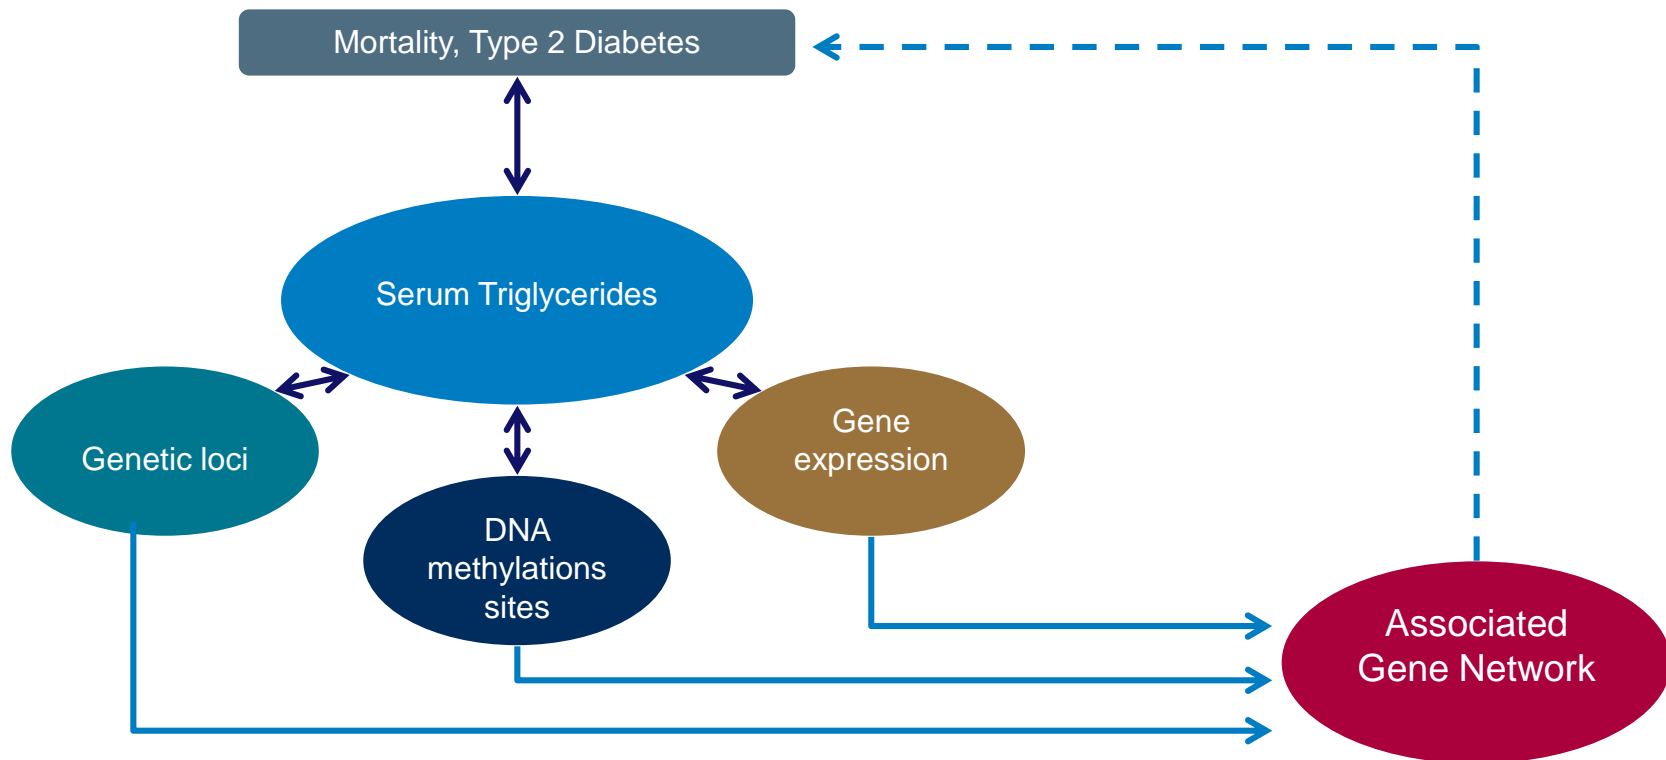 Mortality, Type 2 Diabetes
Serum Triglycerides
Genetic loci
DNA
methylations
sites
Gene
expression
Associated
Gene Network